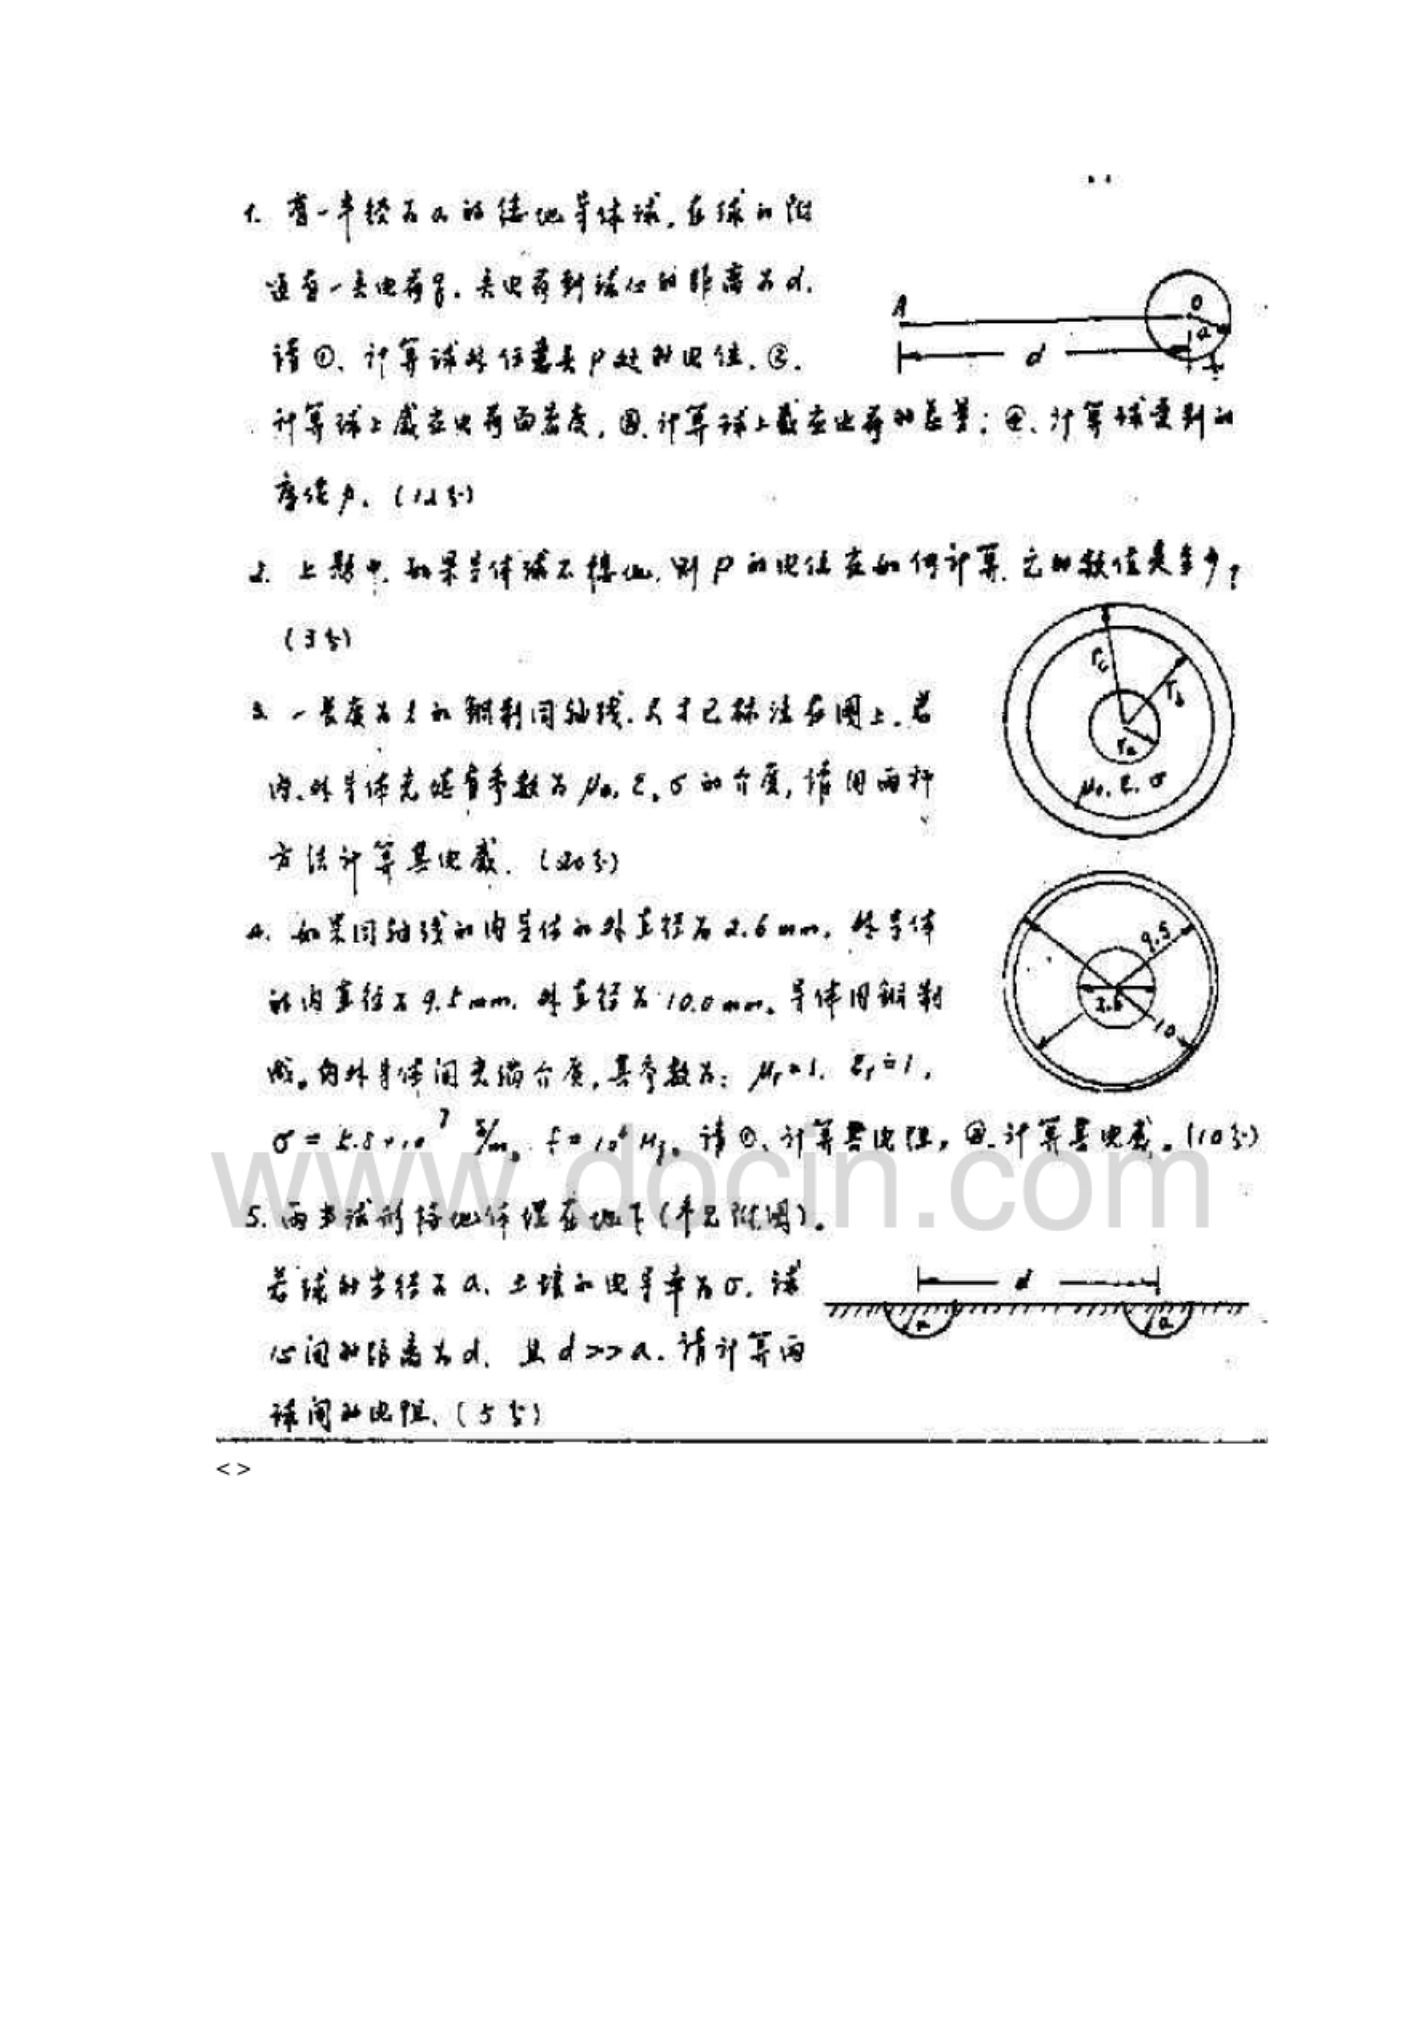 1. 有一半径为a的接地导体球,在球的附
近有一点电荷q.点电荷到球心的距离为d.
请①、计算球外任意点P处的电位.②.
计算球上感应电荷面密度,③.计算球上感应电荷的总量;④、计算球受到的
(12分)
2. 上题中.如果导体球不接地.则P的电位应如何计算.它的数值是多少?
(3分)
3. 一长度为l的铜制同轴线.尺寸已标注在图上.若
内、外导体充填有参数为μ₀,ε,σ的介质,请用两种
方法计算其电感.(20分)
4. 如果同轴线的内导体的外直径为2.6mm,外导体
的内直径为9.5mm.外直径为10.0mm。导体用铜制
成。内外导体间充满介质,其参数为:μr=1. εr=1,
σ=5.8×10⁷ S/m。f=10⁶Hz。请①、计算其电阻,②.计算其电感。(10分)
5. 两半球形接地体埋在地下(参见附图)。
若球的半径为a、土壤的电导率为σ.球
心间的距离为d.且d>>a.请计算两
球间的电阻.(5分)
A
O
a
d
rc
rb
ra
μ₀.ε.σ
9.5
2.6
10
d
a
a
www.docin.com
<>